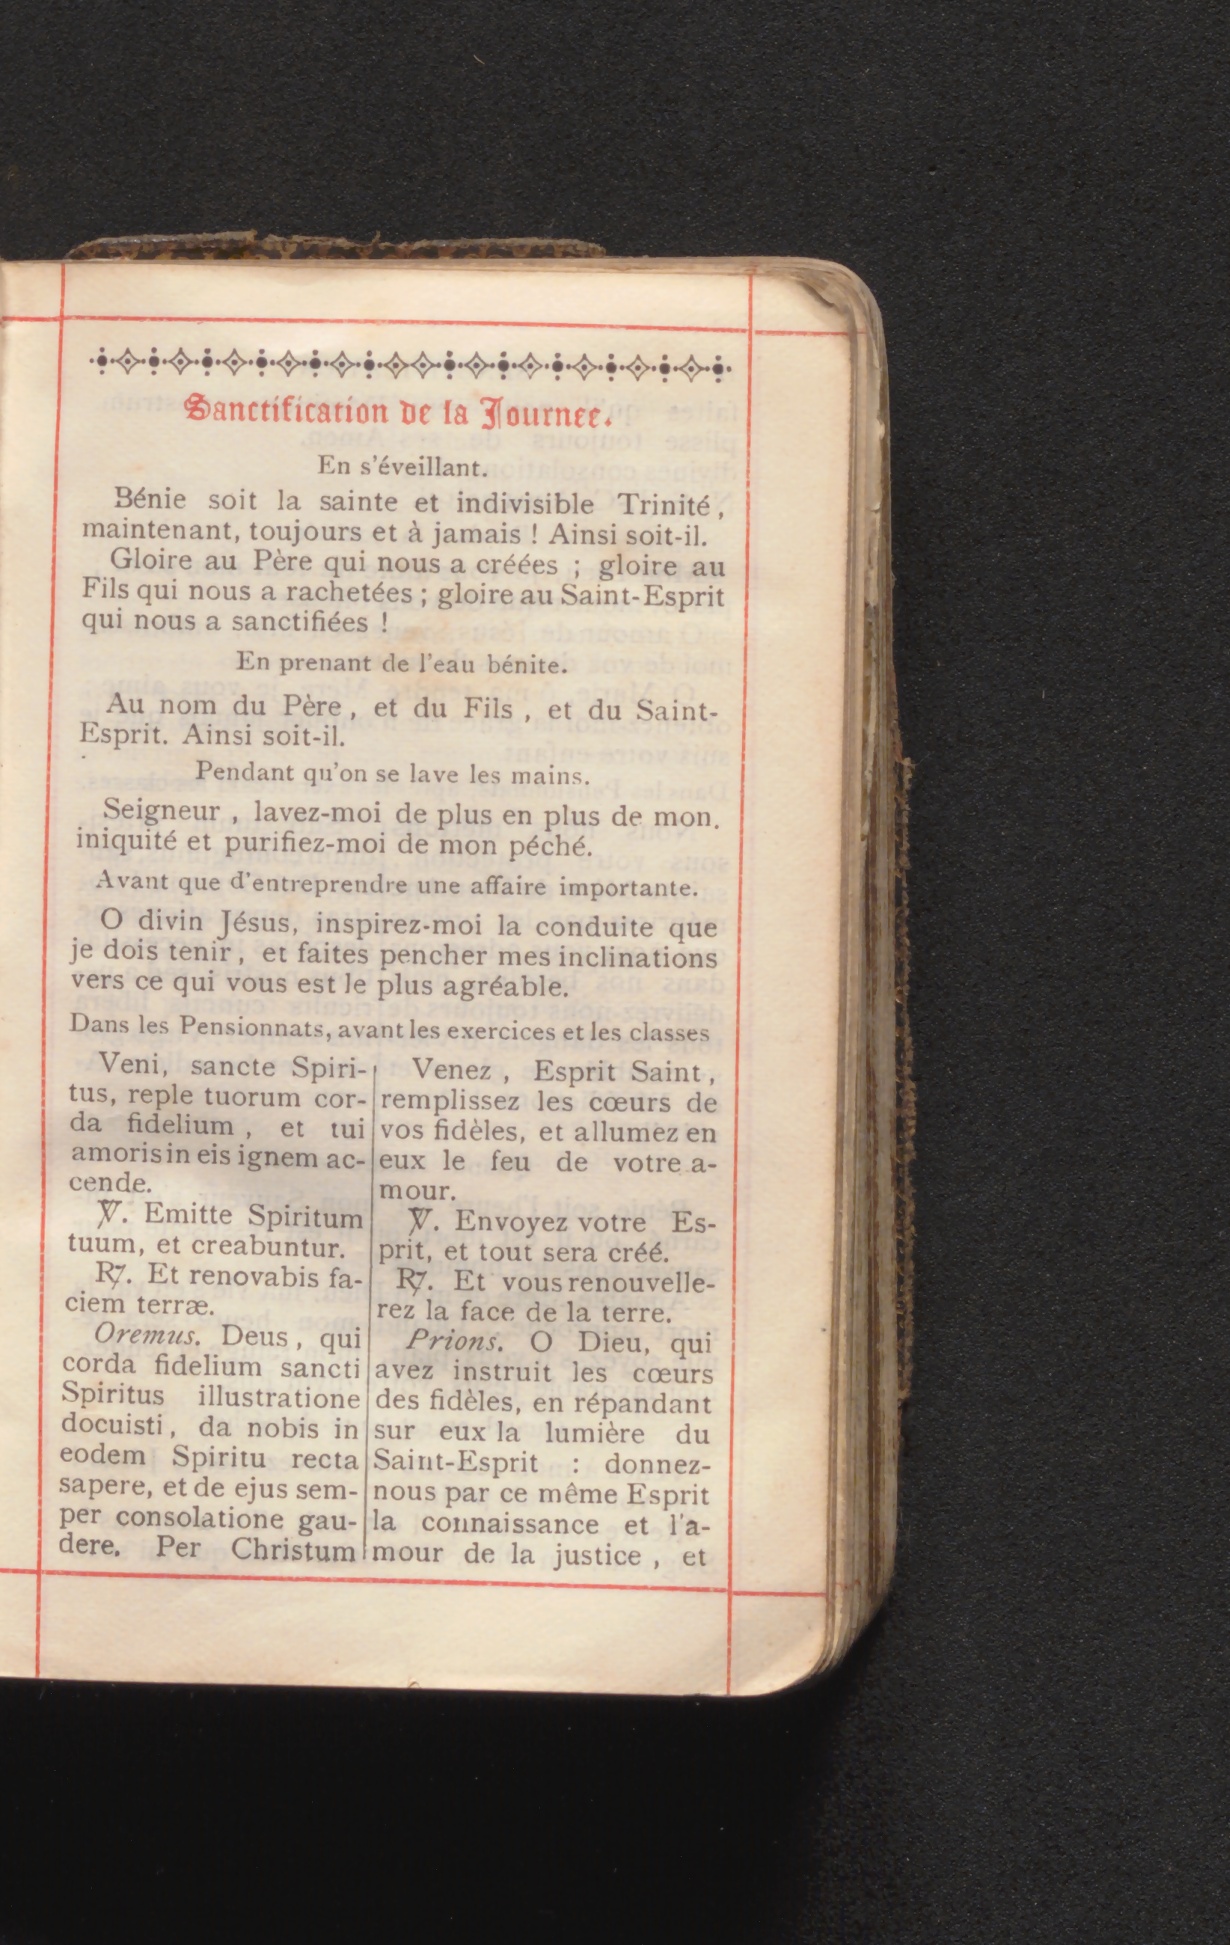 Sanctification de la Journee.
En s'éveillant.
Bénie soit la sainte et indivisible Trinité,
maintenant, toujours et à jamais ! Ainsi soit-il.
Gloire au Père qui nous a créées ; gloire au
Fils qui nous a rachetées ; gloire au Saint-Esprit
qui nous a sanctifiées !
En prenant de l'eau bénite.
Au nom du Père, et du Fils, et du Saint-
Esprit. Ainsi soit-il.
Pendant qu'on se lave les mains.
Seigneur, lavez-moi de plus en plus de mon.
iniquité et purifiez-moi de mon péché.
Avant que d'entreprendre une affaire importante.
O divin Jésus, inspirez-moi la conduite que
je dois tenir, et faites pencher mes inclinations
vers ce qui vous est le plus agréable.
Dans les Pensionnats, avant les exercices et les classes
Veni, sancte Spiri-
tus, reple tuorum cor-
da fidelium, et tui
amoris in eis ignem ac-
cende.
℣. Emitte Spiritum
tuum, et creabuntur.
℟. Et renovabis fa-
ciem terræ.
Oremus. Deus, qui
corda fidelium sancti
Spiritus illustratione
docuisti, da nobis in
eodem Spiritu recta
sapere, et de ejus sem-
per consolatione gau-
dere. Per Christum
Venez, Esprit Saint,
remplissez les cœurs de
vos fidèles, et allumez en
eux le feu de votre a-
mour.
℣. Envoyez votre Es-
prit, et tout sera créé.
℟. Et vous renouvelle-
rez la face de la terre.
Prions. O Dieu, qui
avez instruit les cœurs
des fidèles, en répandant
sur eux la lumière du
Saint-Esprit : donnez-
nous par ce même Esprit
la connaissance et l'a-
mour de la justice, et